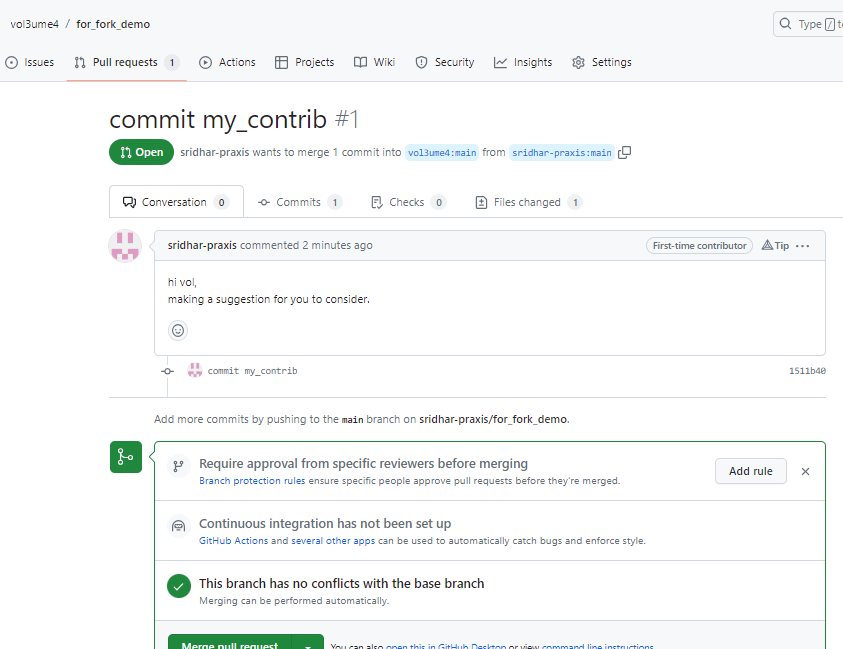 vol3ume4 / for_fork_demo
Type / to
Issues Pull requests 1 Actions Projects Wiki Security Insights Settings
commit my_contrib #1
Open sridhar-praxis wants to merge 1 commit into vol3ume4:main from sridhar-praxis:main
Conversation 0 Commits 1 Checks 0 Files changed 1
sridhar-praxis commented 2 minutes ago First-time contributor Tip ...
hi vol,
making a suggestion for you to consider.
commit my_contrib 1511b40
Add more commits by pushing to the main branch on sridhar-praxis/for_fork_demo.
Require approval from specific reviewers before merging
Branch protection rules ensure specific people approve pull requests before they're merged.
Add rule
Continuous integration has not been set up
GitHub Actions and several other apps can be used to automatically catch bugs and enforce style.
This branch has no conflicts with the base branch
Merging can be performed automatically.
Merge pull request You can also open this in GitHub Desktop or view command line instructions.